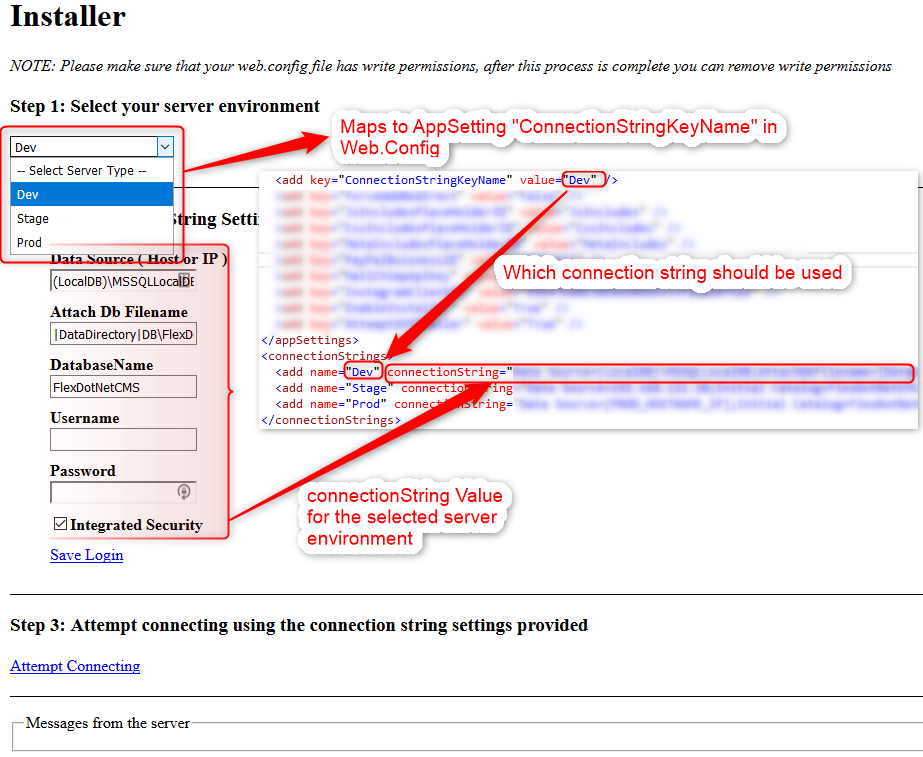 Installer
NOTE: Please make sure that your web.config file has write permissions, after this process is complete you can remove write permissions
Step 1: Select your server environment
Dev
-- Select Server Type --
Dev
Stage
Prod
Maps to AppSetting "ConnectionStringKeyName" in
Web.Config
<add key="ConnectionStringKeyName" value="Dev" />
tring Setti
Data Source ( Host or IP )
(LocalDB)\MSSQLLocalDB
Attach Db Filename
|DataDirectory|DB\FlexD
DatabaseName
FlexDotNetCMS
Username
Password
Integrated Security
Save Login
Which connection string should be used
</appSettings>
<connectionStrings>
<add name="Dev" connectionString="
<add name="Stage" connectionString
<add name="Prod" connectionString=
</connectionStrings>
connectionString Value
for the selected server
environment
Step 3: Attempt connecting using the connection string settings provided
Attempt Connecting
Messages from the server